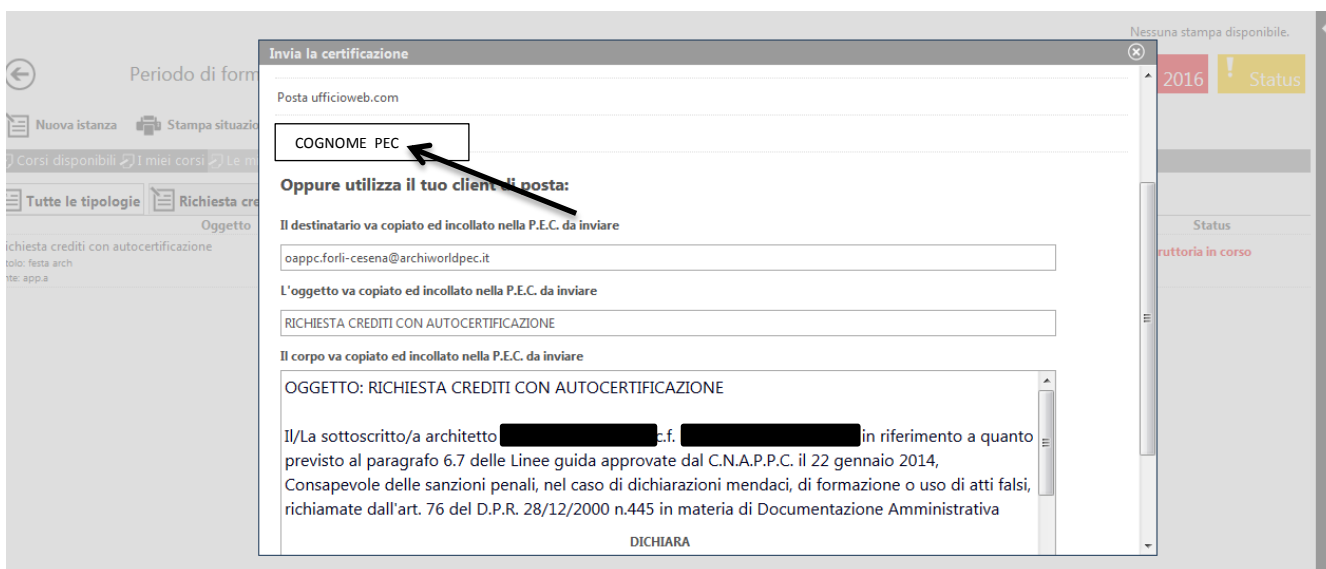 Nessuna stampa disponibile.
Invia la certificazione
Periodo di form
2016
! Status
Posta ufficioweb.com
Nuova istanza
Stampa situazio
COGNOME PEC
Corsi disponibili
I miei corsi
Le m
Oppure utilizza il tuo client di posta:
Tutte le tipologie
Richiesta cre
Oggetto
Il destinatario va copiato ed incollato nella P.E.C. da inviare
Status
ichiesta crediti con autocertificazione
tolo: festa arch
nte: app.a
oappc.forli-cesena@archiworldpec.it
ruttoria in corso
L'oggetto va copiato ed incollato nella P.E.C. da inviare
RICHIESTA CREDITI CON AUTOCERTIFICAZIONE
Il corpo va copiato ed incollato nella P.E.C. da inviare
OGGETTO: RICHIESTA CREDITI CON AUTOCERTIFICAZIONE
Il/La sottoscritto/a architetto c.f. in riferimento a quanto
previsto al paragrafo 6.7 delle Linee guida approvate dal C.N.A.P.P.C. il 22 gennaio 2014,
Consapevole delle sanzioni penali, nel caso di dichiarazioni mendaci, di formazione o uso di atti falsi,
richiamate dall'art. 76 del D.P.R. 28/12/2000 n.445 in materia di Documentazione Amministrativa
DICHIARA